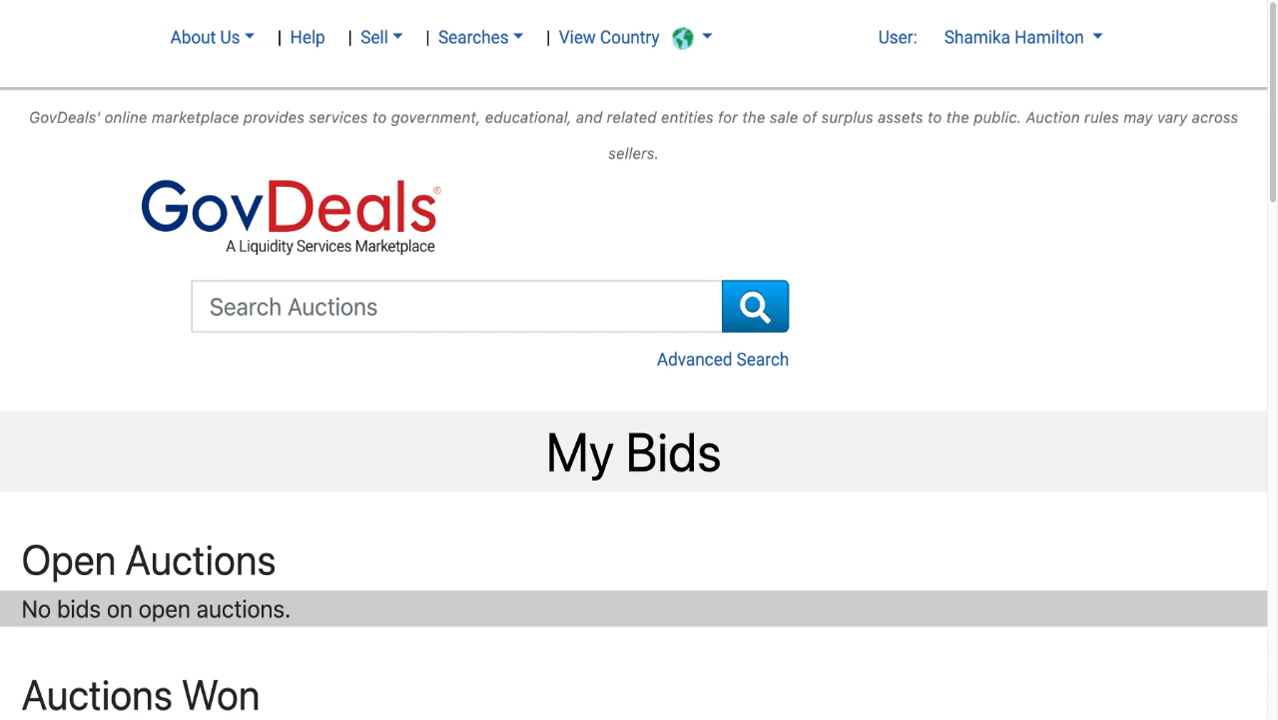 About Us | Help | Sell | Searches | View Country User: Shamika Hamilton
GovDeals' online marketplace provides services to government, educational, and related entities for the sale of surplus assets to the public. Auction rules may vary across
sellers.
GovDeals®
A Liquidity Services Marketplace
Search Auctions
Advanced Search
My Bids
Open Auctions
No bids on open auctions.
Auctions Won